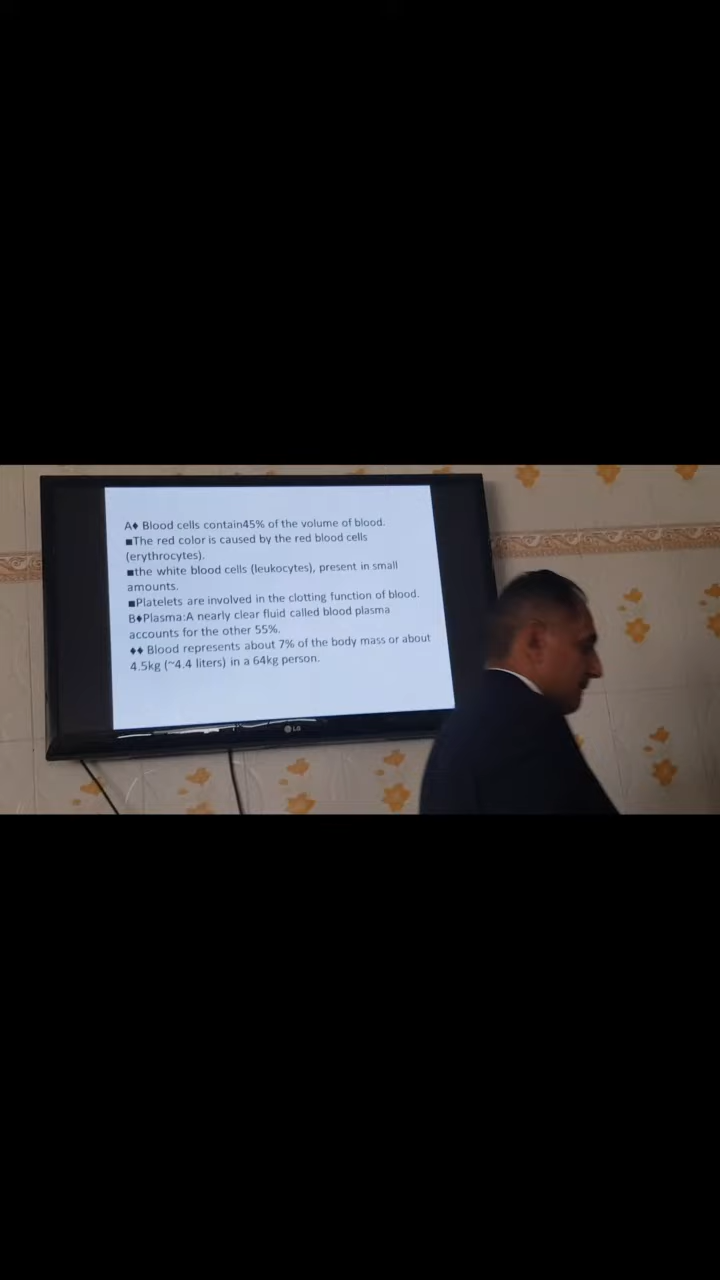 A♦ Blood cells contain45% of the volume of blood.
■The red color is caused by the red blood cells
(erythrocytes).
■the white blood cells (leukocytes), present in small
amounts.
■Platelets are involved in the clotting function of blood.
B♦Plasma:A nearly clear fluid called blood plasma
accounts for the other 55%.
♦♦ Blood represents about 7% of the body mass or about
4.5kg (~4.4 liters) in a 64kg person.
LG